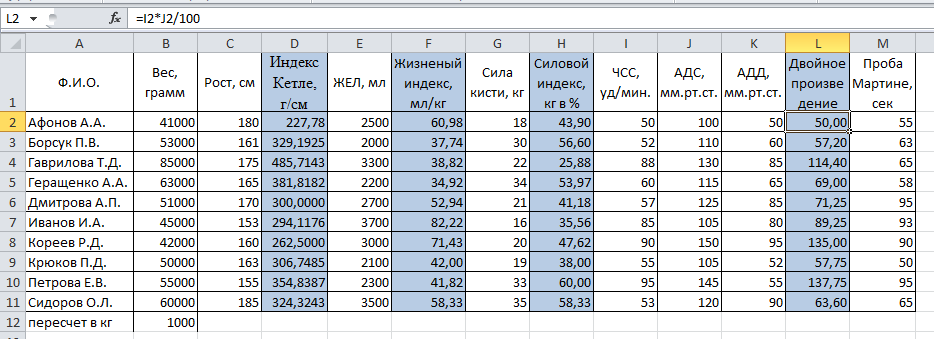 L2 fx =I2*J2/100
A B C D E F G H I J K L M
1 Ф.И.О. Вес, грамм Рост, см Индекс Кетле, г/см ЖЕЛ, мл Жизненый индекс, мл/кг Сила кисти, кг Силовой индекс, кг в % ЧСС, уд/мин. АДС, мм.рт.ст. АДД, мм.рт.ст. Двойное произведение Проба Мартине, сек
2 Афонов А.А. 41000 180 227,78 2500 60,98 18 43,90 50 100 50 50,00 55
3 Борсук П.В. 53000 161 329,1925 2000 37,74 30 56,60 52 110 60 57,20 63
4 Гаврилова Т.Д. 85000 175 485,7143 3300 38,82 22 25,88 88 130 85 114,40 65
5 Геращенко А.А. 63000 165 381,8182 2200 34,92 34 53,97 60 115 65 69,00 58
6 Дмитрова А.П. 51000 170 300,0000 2700 52,94 21 41,18 57 125 85 71,25 95
7 Иванов И.А. 45000 153 294,1176 3700 82,22 16 35,56 85 105 80 89,25 93
8 Кореев Р.Д. 42000 160 262,5000 3000 71,43 20 47,62 90 150 95 135,00 90
9 Крюков П.Д. 50000 163 306,7485 2100 42,00 19 38,00 55 105 52 57,75 50
10 Петрова Е.В. 55000 155 354,8387 2300 41,82 33 60,00 95 145 55 137,75 90
11 Сидоров О.Л. 60000 185 324,3243 3500 58,33 35 58,33 53 120 90 63,60 65
12 пересчет в кг 1000